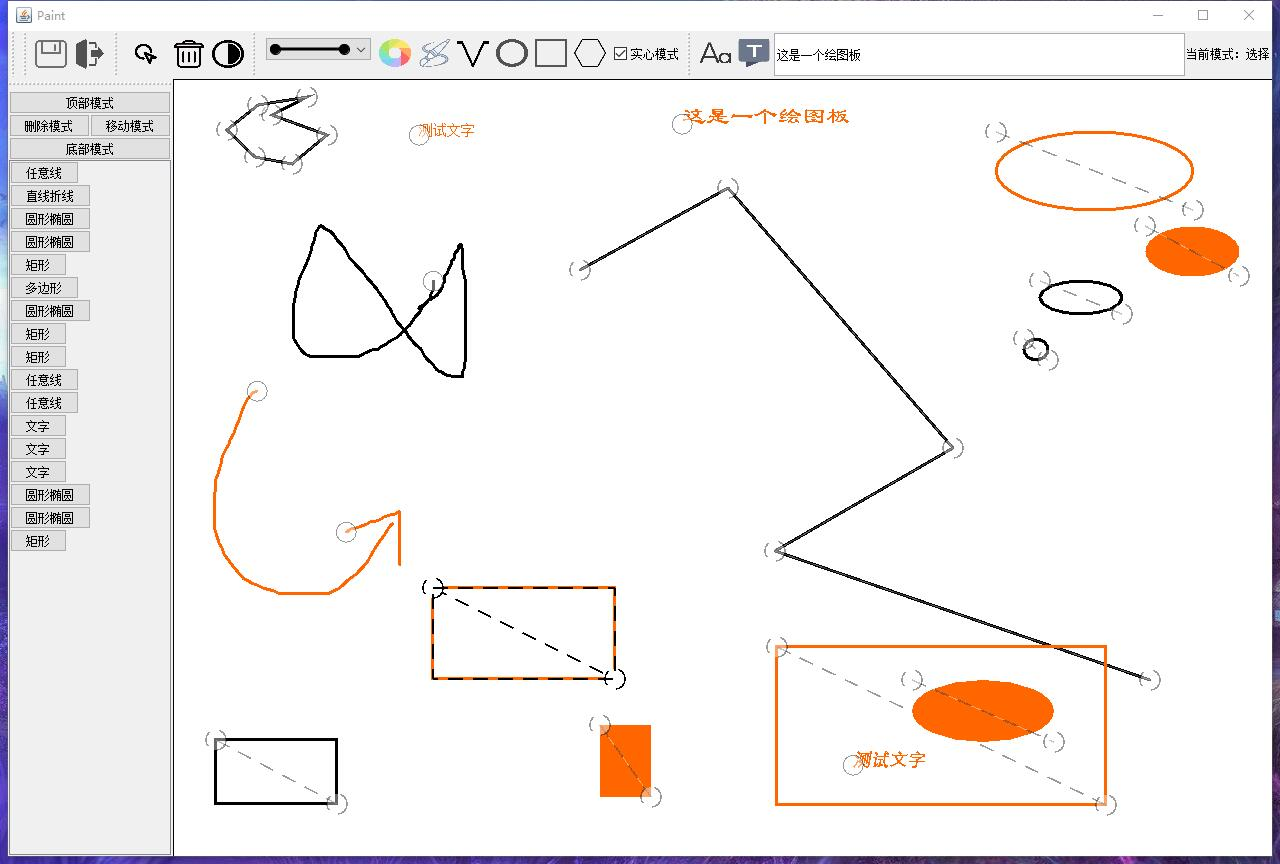 Paint
实心模式
Aa
T
这是一个绘图板
当前模式：选择
顶部模式
删除模式 移动模式
底部模式
任意线
直线折线
圆形椭圆
圆形椭圆
矩形
多边形
圆形椭圆
矩形
矩形
任意线
任意线
文字
文字
文字
圆形椭圆
圆形椭圆
矩形
测试文字
这是一个绘图板
测试文字